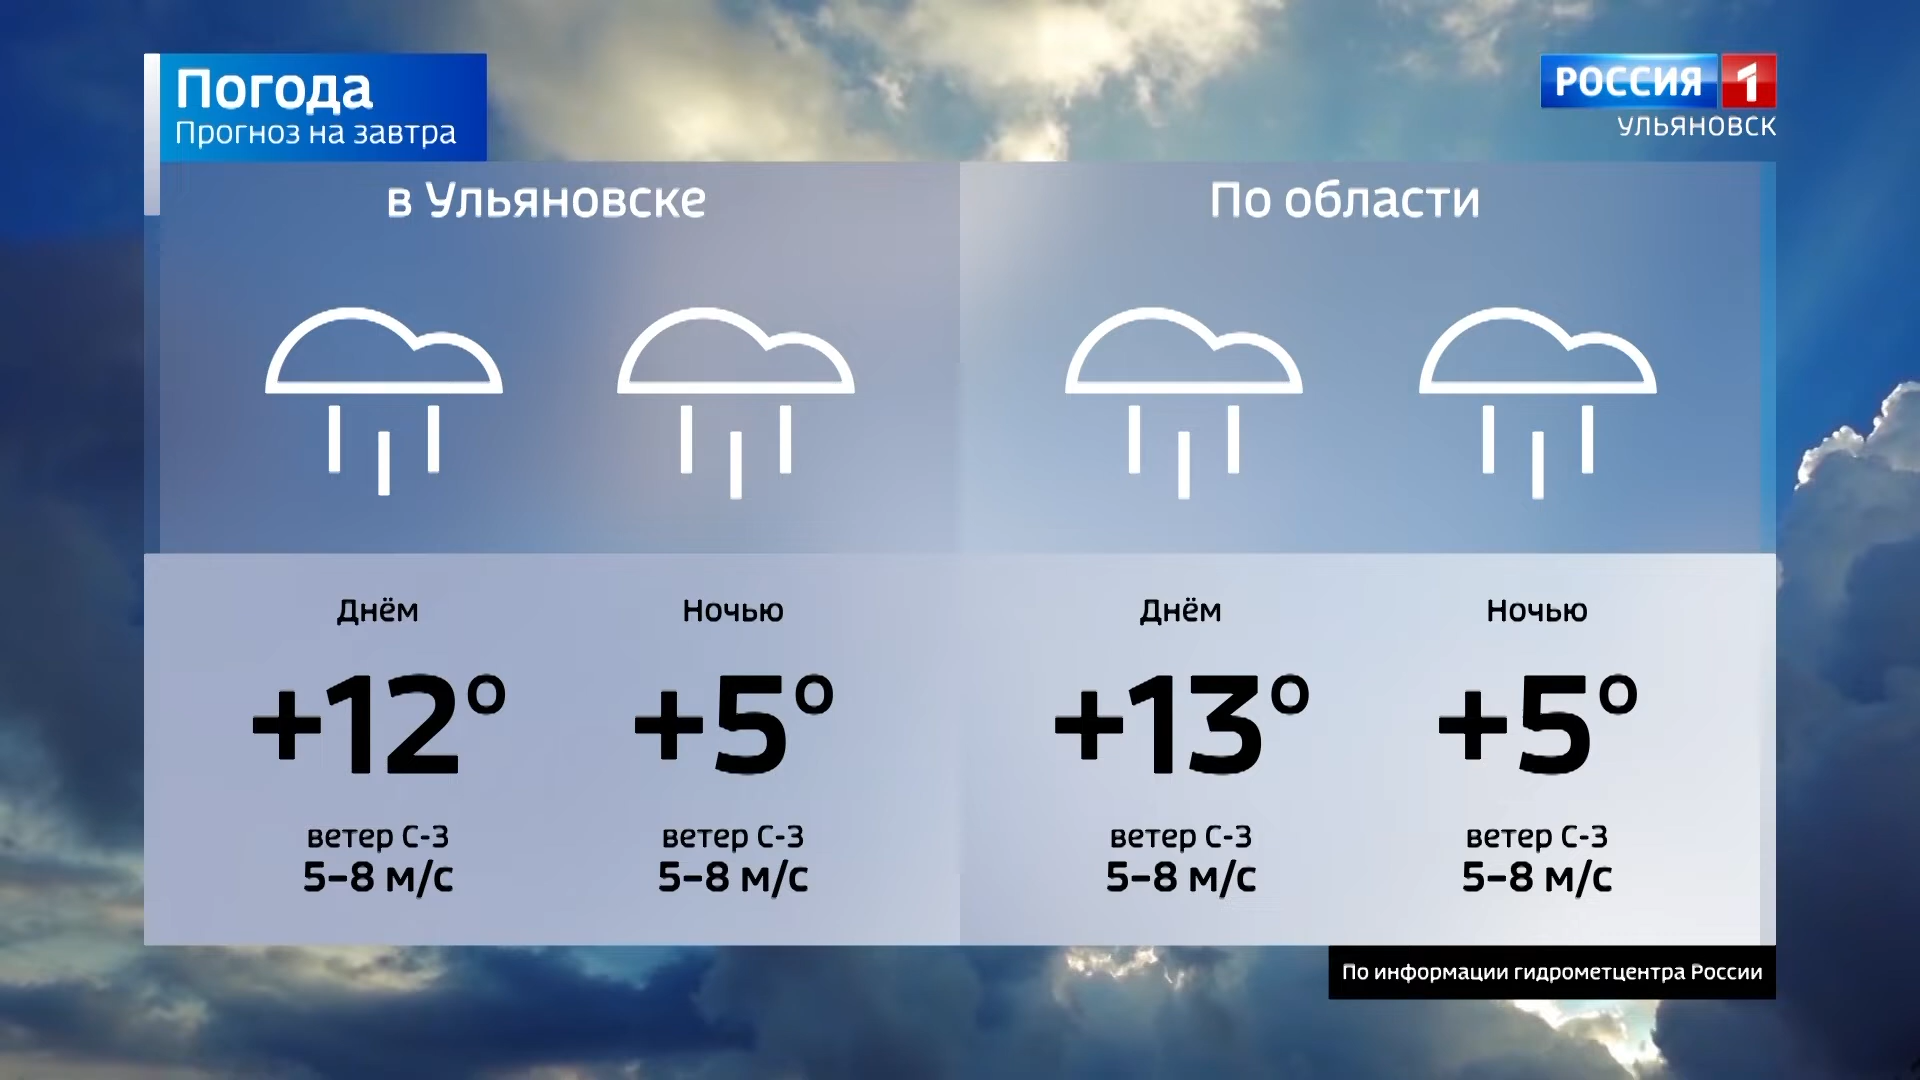 Погода
Прогноз на завтра
РОССИЯ 1
УЛЬЯНОВСК
в Ульяновске
По области
Днём
Ночью
Днём
Ночью
+12°
+5°
+13°
+5°
ветер С-З
ветер С-З
ветер С-З
ветер С-З
5-8 м/с
5-8 м/с
5-8 м/с
5-8 м/с
По информации гидрометцентра России